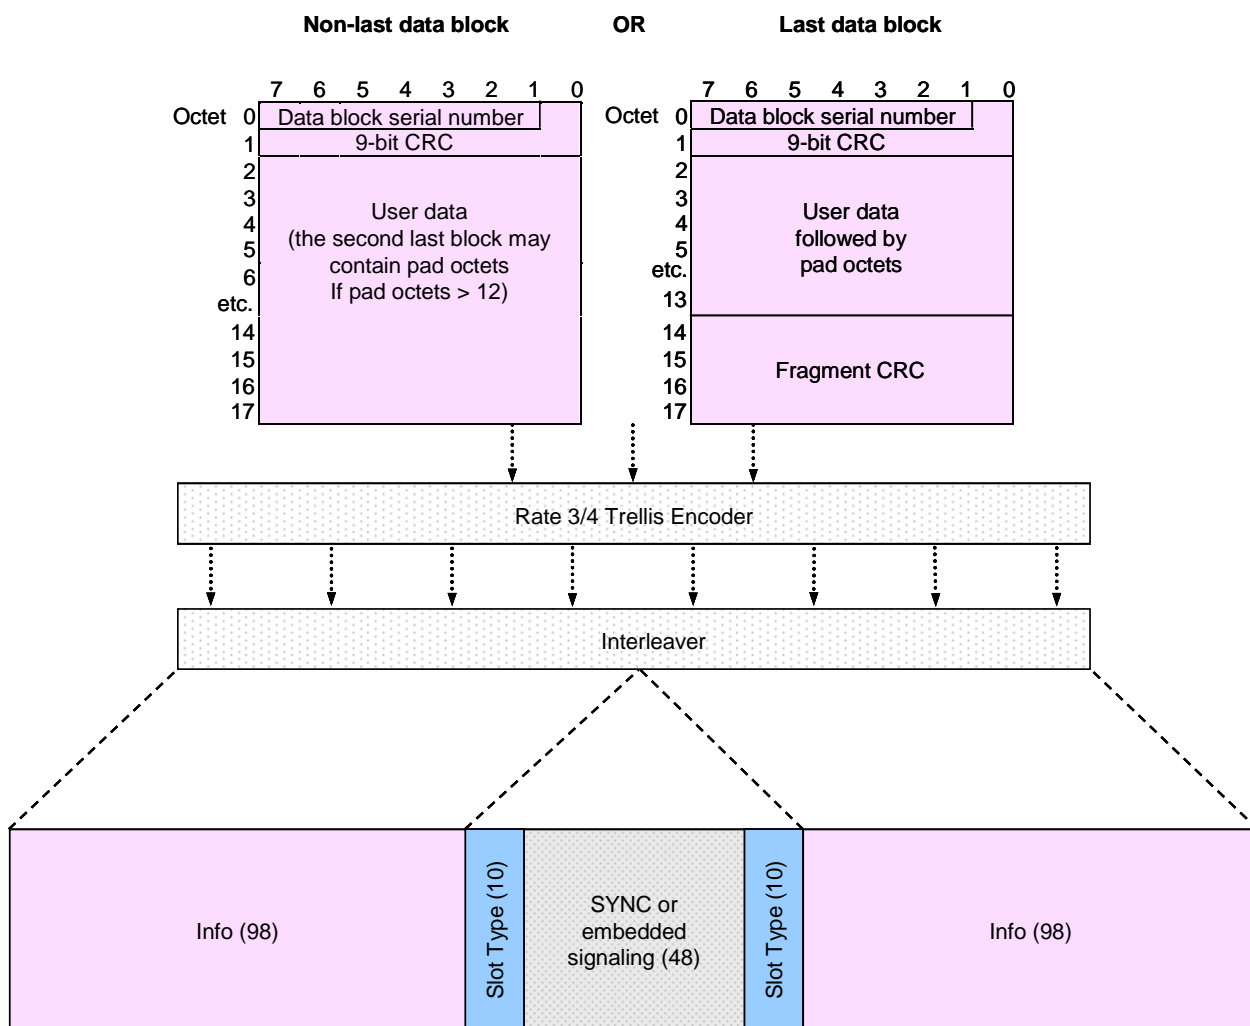 Non-last data block OR Last data block
7 6 5 4 3 2 1 0 7 6 5 4 3 2 1 0
Octet 0 Data block serial number Octet 0 Data block serial number
1 9-bit CRC 1 9-bit CRC
2 2
3 User data 3 User data
4 (the second last block may 4 followed by
5 contain pad octets 5 pad octets
6 If pad octets > 12) etc.
etc. 13
14 14
15 15 Fragment CRC
16 16
17 17
Rate 3/4 Trellis Encoder
Interleaver
Info (98)
Slot Type (10)
SYNC or
embedded
signaling (48)
Slot Type (10)
Info (98)